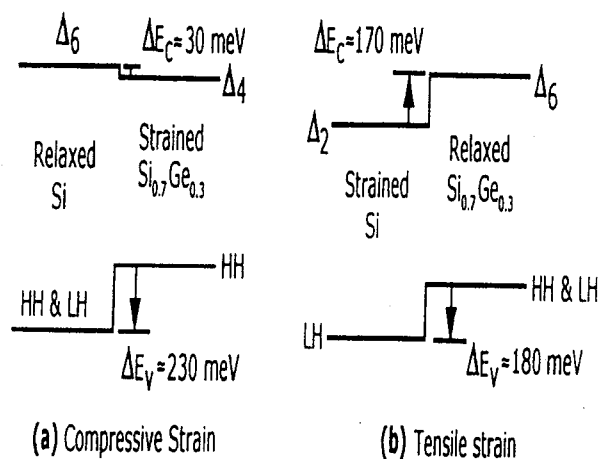 Δ6
ΔEC≈30 meV
Δ4
Relaxed
Si
Strained
Si0.7Ge0.3
HH
HH & LH
ΔEV≈230 meV
(a) Compressive Strain
ΔEC≈170 meV
Δ6
Δ2
Relaxed
Si0.7Ge0.3
Strained
Si
HH & LH
LH
ΔEV≈180 meV
(b) Tensile strain